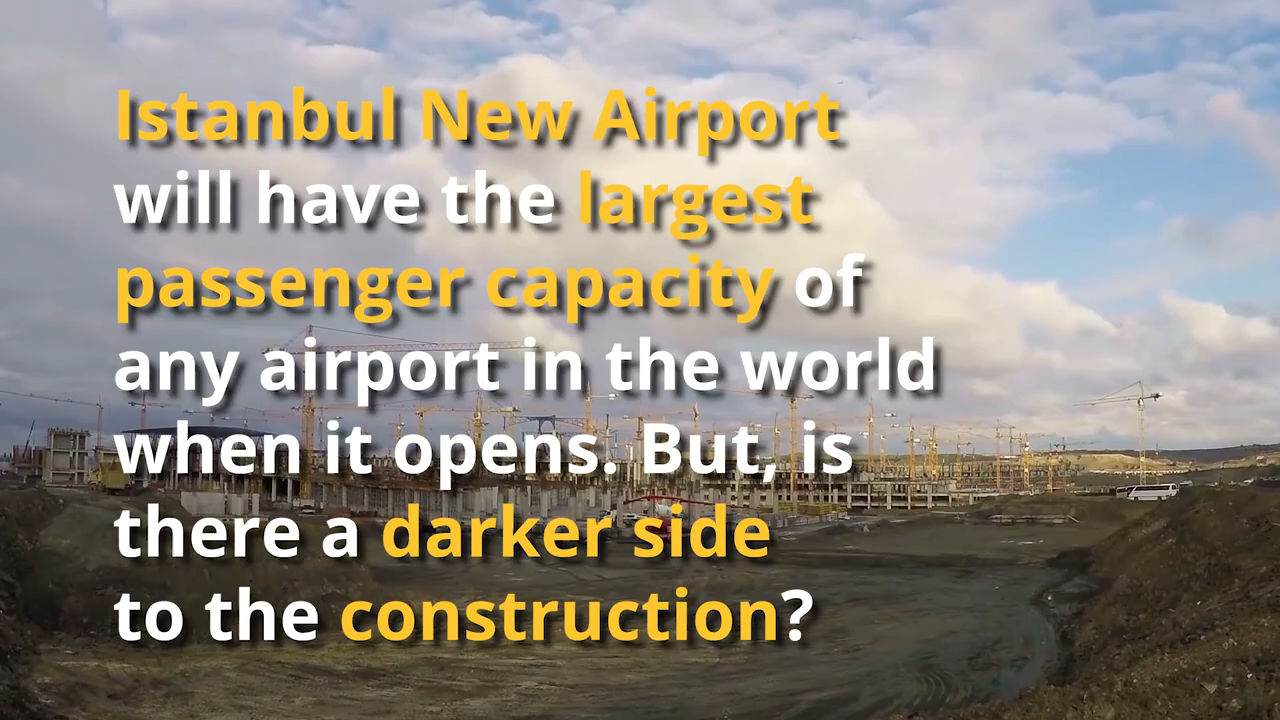 Istanbul New Airport
will have the largest
passenger capacity of
any airport in the world
when it opens. But, is
there a darker side
to the construction?